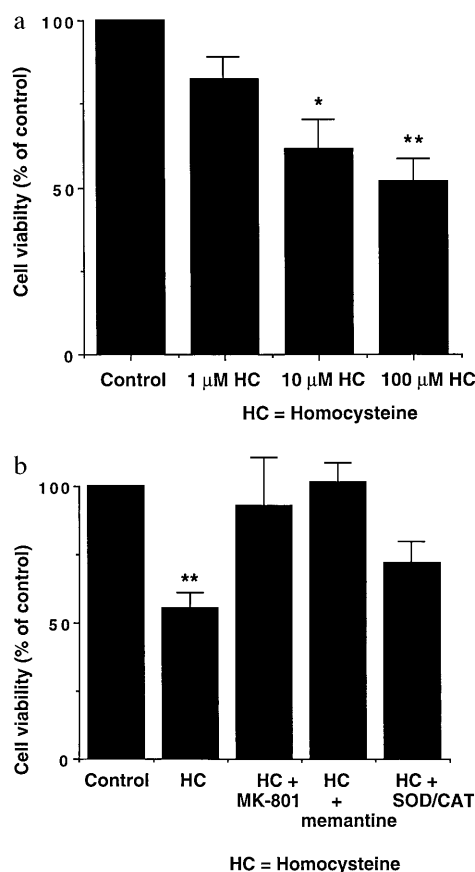 a
Cell viabilty (% of control)
100
50
0
*
**
Control 1 µM HC 10 µM HC 100 µM HC
HC = Homocysteine
b
Cell viability (% of control)
100
50
0
**
Control HC HC + HC HC +
MK-801 + SOD/CAT
memantine
HC = Homocysteine